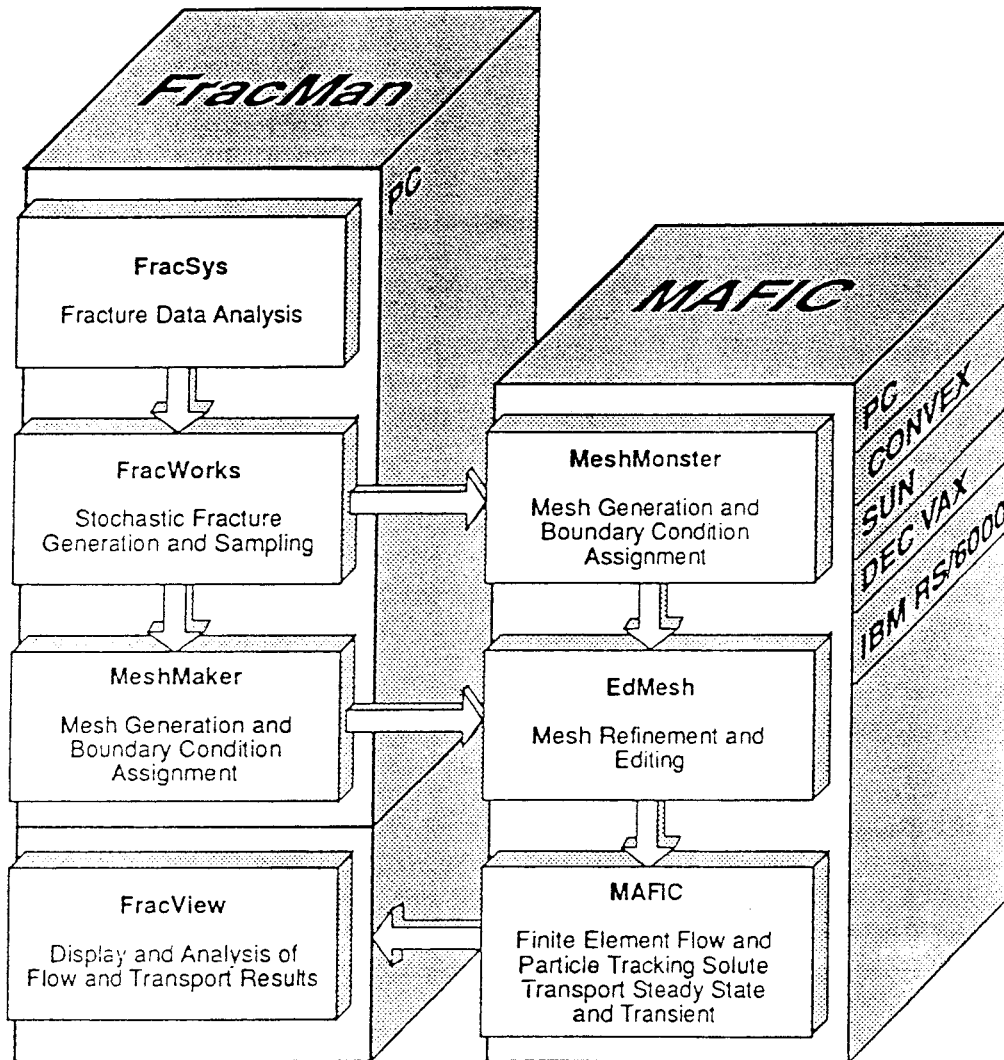 FracMan
PC
FracSys
Fracture Data Analysis
FracWorks
Stochastic Fracture
Generation and Sampling
MeshMaker
Mesh Generation and
Boundary Condition
Assignment
FracView
Display and Analysis of
Flow and Transport Results
MAFIC
PC
CONVEX
SUN
DEC VAX
IBM RS/6000
MeshMonster
Mesh Generation and
Boundary Condition
Assignment
EdMesh
Mesh Refinement and
Editing
MAFIC
Finite Element Flow and
Particle Tracking Solute
Transport Steady State
and Transient